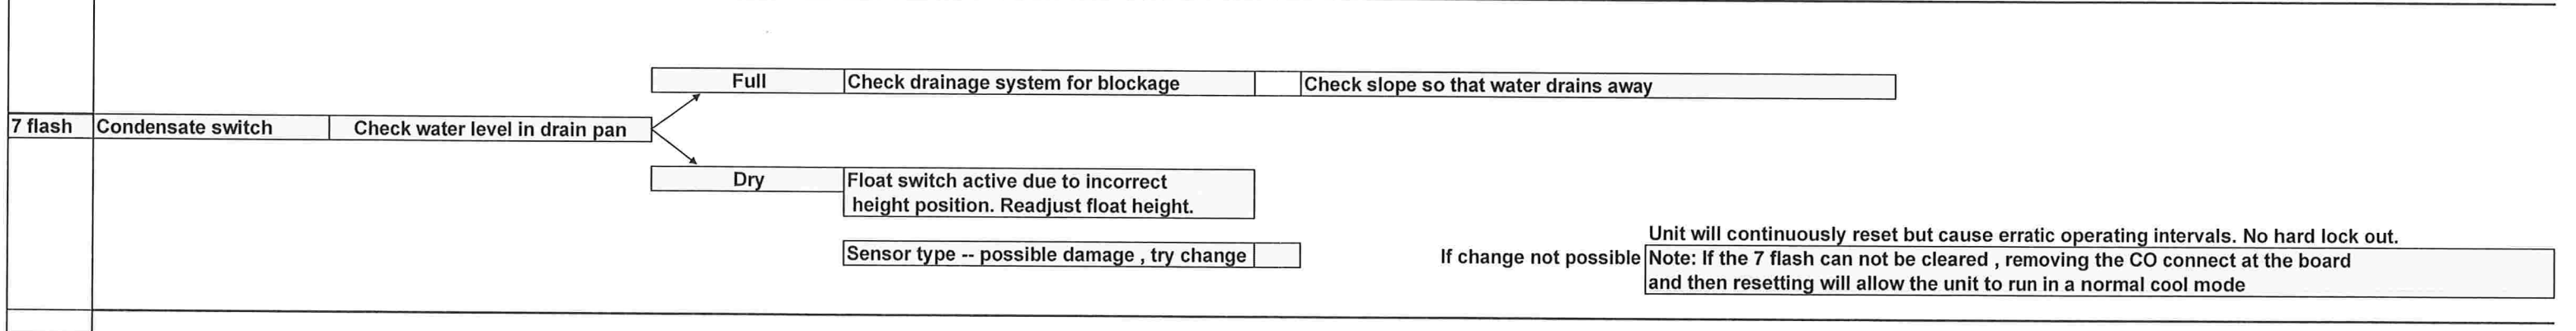 Full
Check drainage system for blockage
Check slope so that water drains away
7 flash
Condensate switch
Check water level in drain pan
Dry
Float switch active due to incorrect
height position. Readjust float height.
Sensor type -- possible damage , try change
If change not possible
Unit will continuously reset but cause erratic operating intervals. No hard lock out.
Note: If the 7 flash can not be cleared , removing the CO connect at the board
and then resetting will allow the unit to run in a normal cool mode